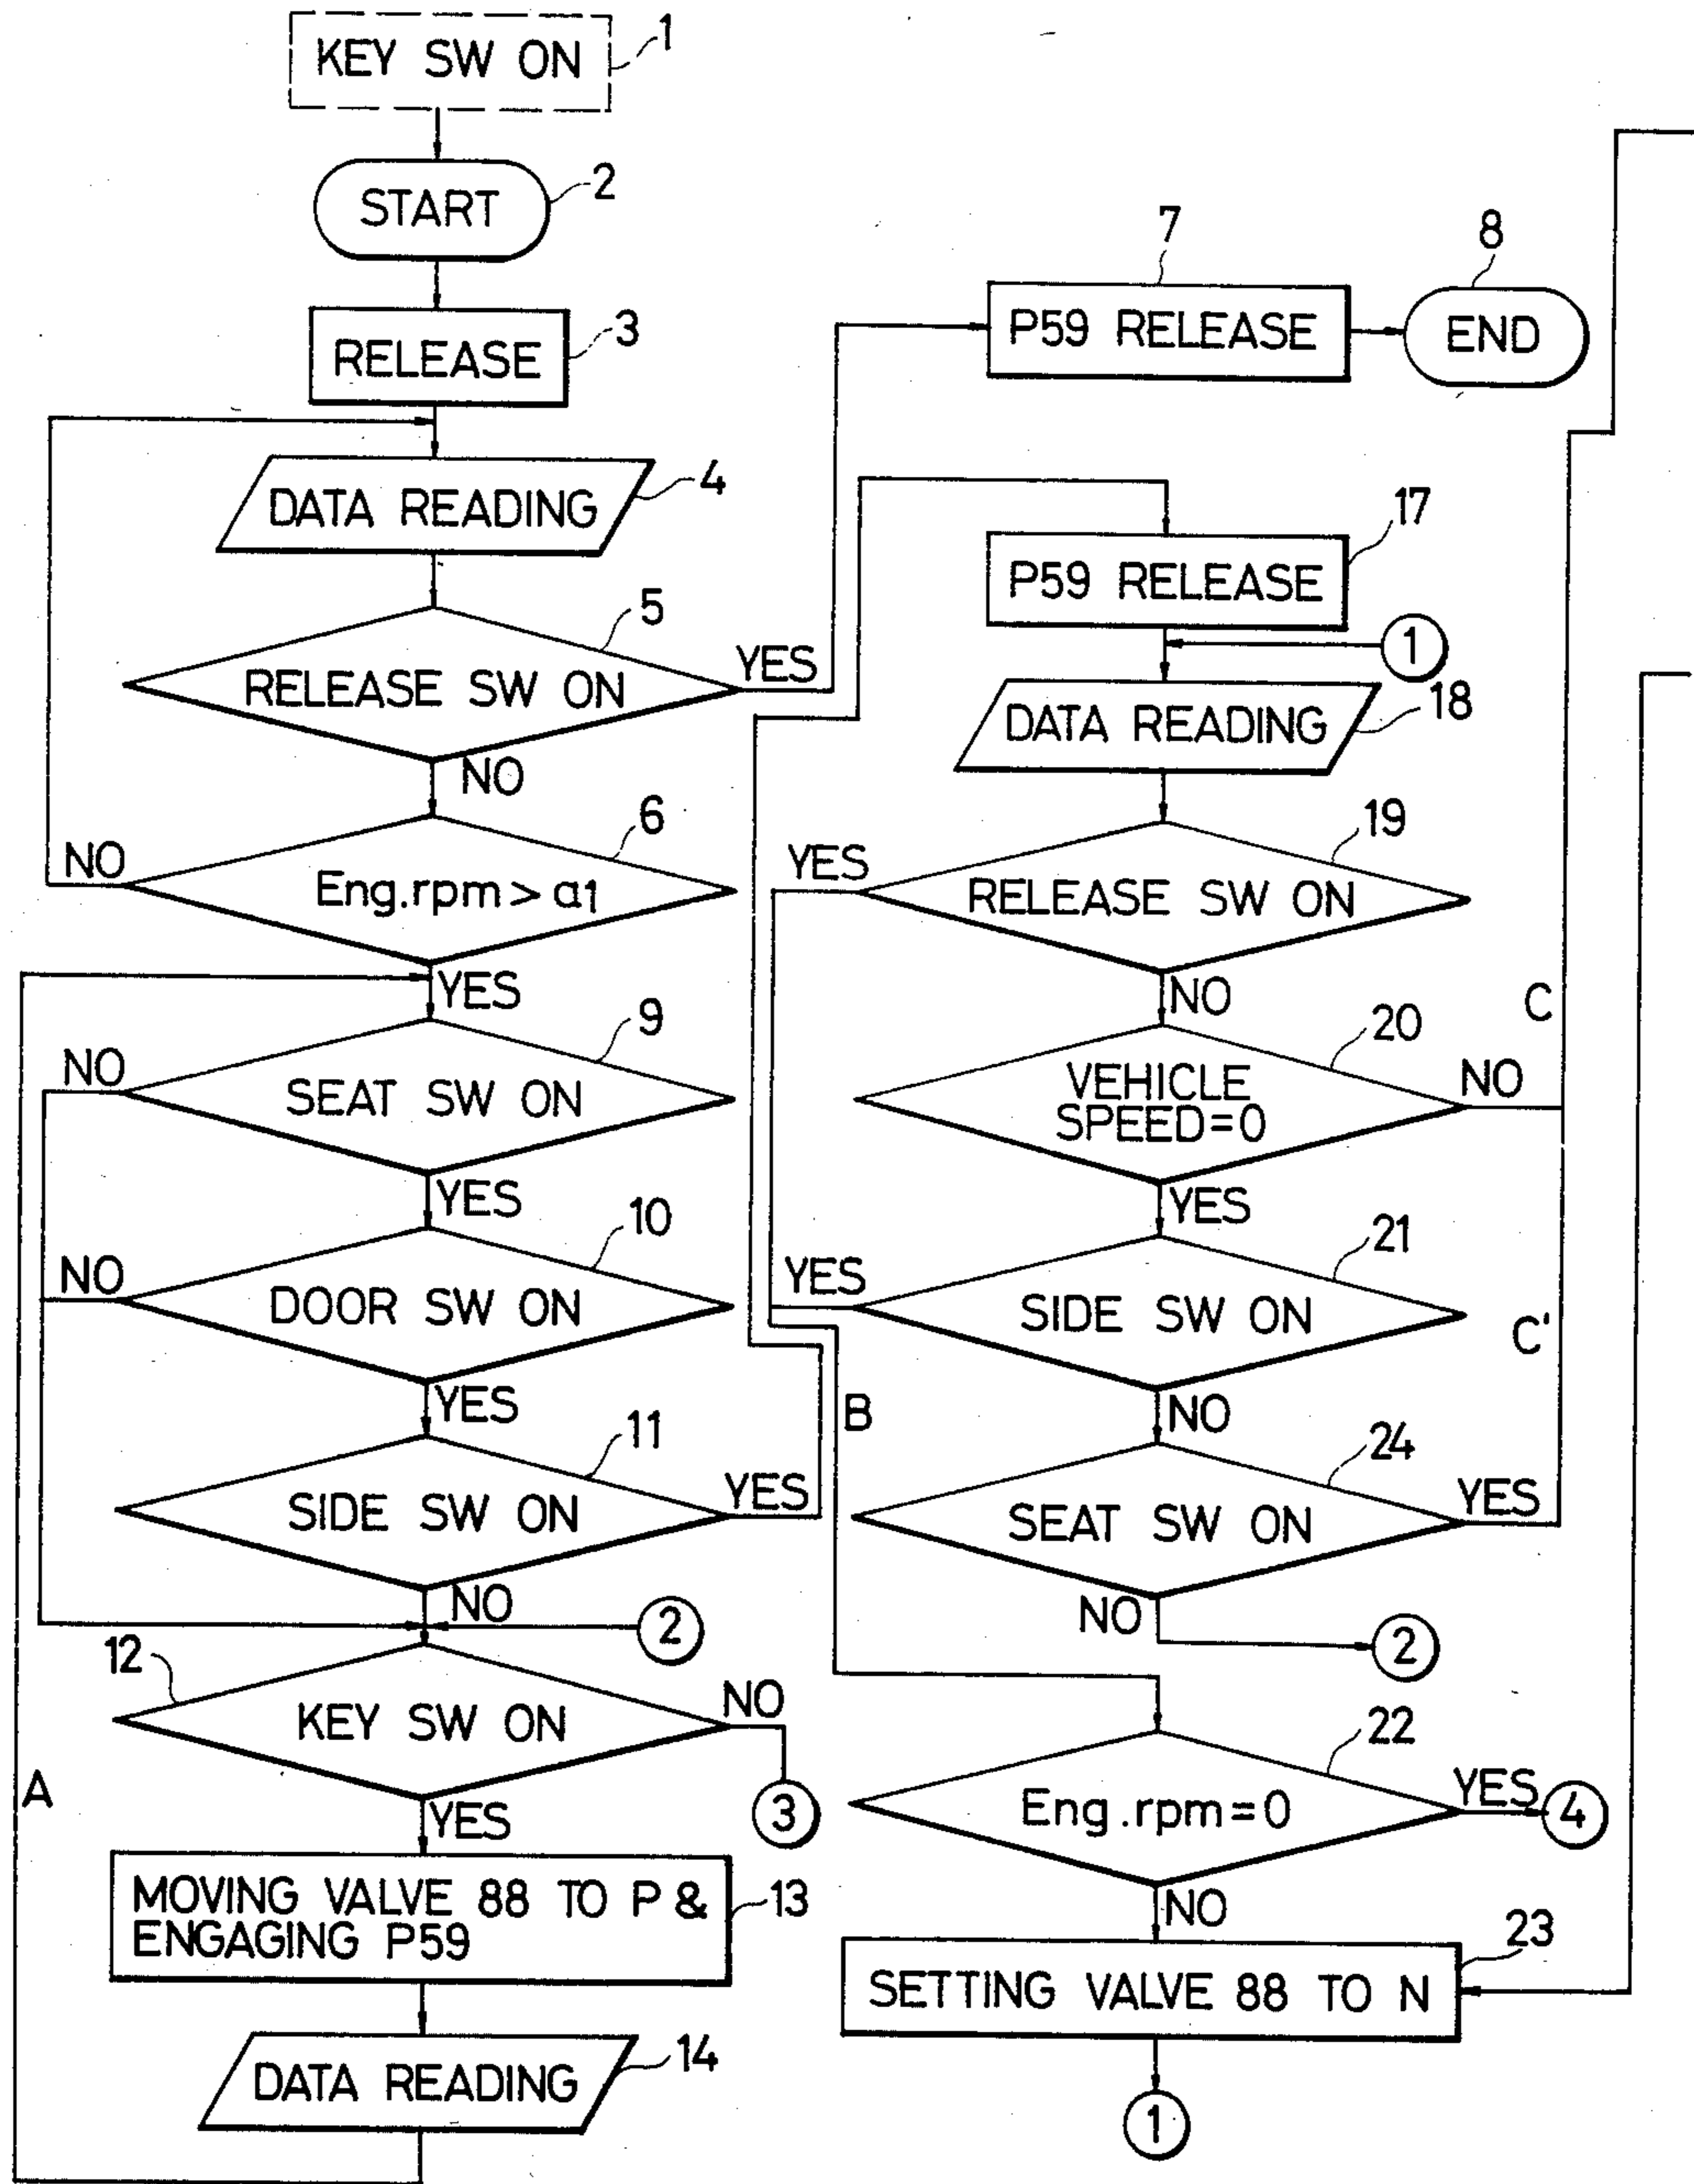 KEY SW ON
1
START
2
RELEASE
3
DATA READING
4
RELEASE SW ON
5
YES
NO
Eng.rpm > a1
6
NO
YES
SEAT SW ON
9
NO
YES
DOOR SW ON
10
NO
YES
SIDE SW ON
11
YES
NO
2
KEY SW ON
12
NO
3
YES
A
MOVING VALVE 88 TO P &
ENGAGING P59
13
DATA READING
14
P59 RELEASE
7
END
8
P59 RELEASE
17
1
DATA READING
18
RELEASE SW ON
19
YES
NO
C
VEHICLE
SPEED=0
20
NO
YES
SIDE SW ON
21
YES
C'
B
NO
SEAT SW ON
24
YES
NO
2
Eng.rpm=0
22
YES
4
NO
SETTING VALVE 88 TO N
23
1